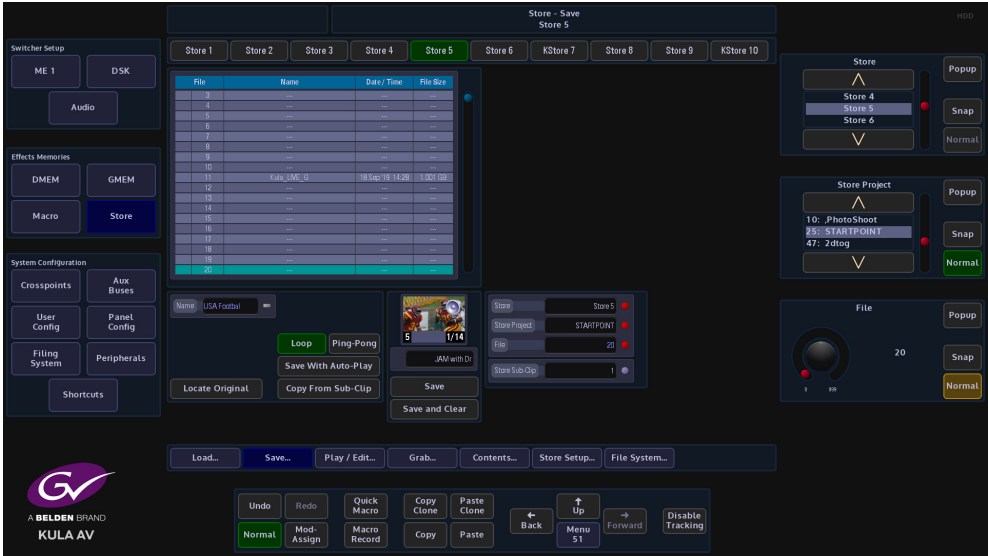 Store - Save
Store 5
HDD
Switcher Setup
ME 1
DSK
Audio
Effects Memories
DMEM
GMEM
Macro
Store
System Configuration
Crosspoints
Aux
Buses
User
Config
Panel
Config
Filing
System
Peripherals
Shortcuts
Store 1
Store 2
Store 3
Store 4
Store 5
Store 6
KStore 7
Store 8
Store 9
KStore 10
File Name Date / Time File Size
3 --- --- ---
4 --- --- ---
5 --- --- ---
6 --- --- ---
7 --- --- ---
8 --- --- ---
9 --- --- ---
10 --- --- ---
11 Kula_LIVE_G 18 Sep '19 14:28 1.001 GB
12 --- --- ---
13 --- --- ---
14 --- --- ---
15 --- --- ---
16 --- --- ---
17 --- --- ---
18 --- --- ---
19 --- --- ---
20 --- --- ---
Name USA Footbal
Loop
Ping-Pong
Save With Auto-Play
Locate Original
Copy From Sub-Clip
5 1/14
JAM with Di
Save
Save and Clear
Store Store 5
Store Project STARTPOINT
File 20
Store Sub-Clip 1
Store
Store 4
Store 5
Store 6
Popup
Snap
Normal
Store Project
10: ,PhotoShoot
25: STARTPOINT
47: 2dtog
Popup
Snap
Normal
File
20
0 999
Popup
Snap
Normal
Load...
Save...
Play / Edit...
Grab...
Contents...
Store Setup...
File System...
Undo
Redo
Quick
Macro
Copy
Clone
Paste
Clone
Normal
Mod-
Assign
Macro
Record
Copy
Paste
Back
Up
Menu
51
Forward
Disable
Tracking
GV
A BELDEN BRAND
KULA AV